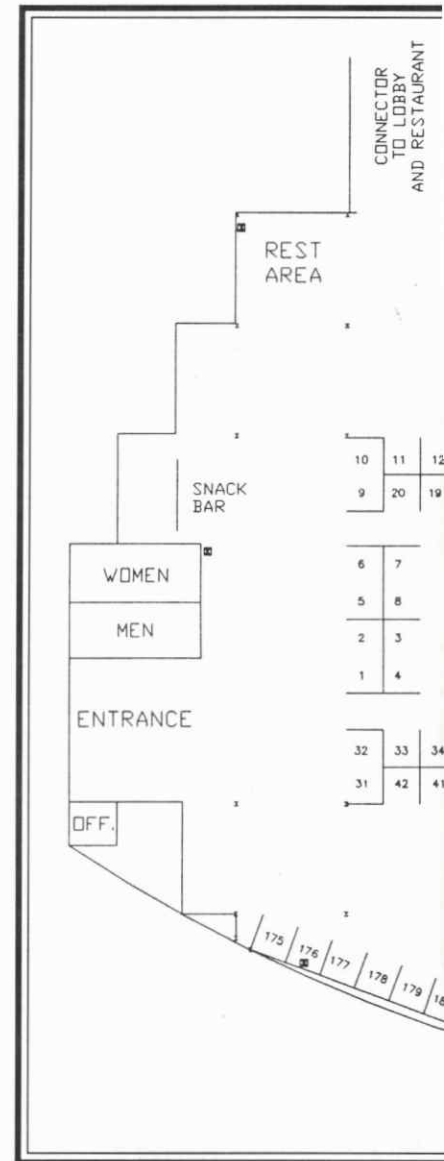 CONNECTOR
TO LOBBY
AND RESTAURANT
REST
AREA
10 11 12
SNACK
BAR
9 20 19
WOMEN
6 7
5 8
MEN
2 3
1 4
ENTRANCE
32 33 34
31 42 41
OFF.
175
176
177
178
179